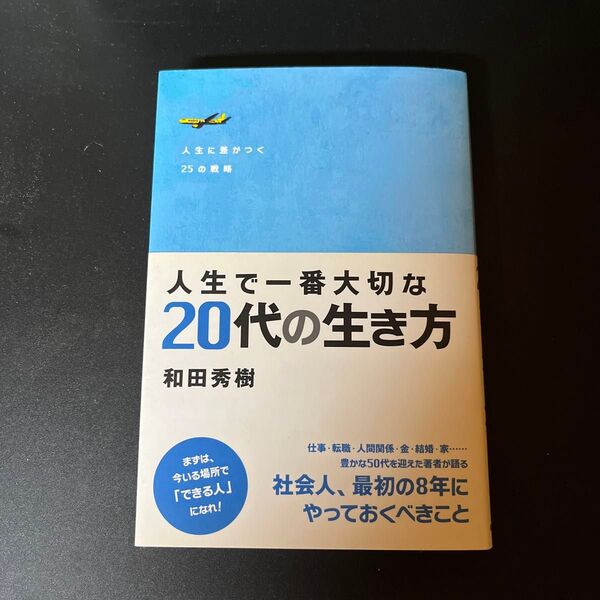 人生に差がつく
25の戦略
人生で一番大切な
20代の生き方
和田秀樹
まずは、
今いる場所で
「できる人」
になれ!
仕事・転職・人間関係・金・結婚・家……
豊かな50代を迎えた著者が語る
社会人、最初の8年に
やっておくべきこと